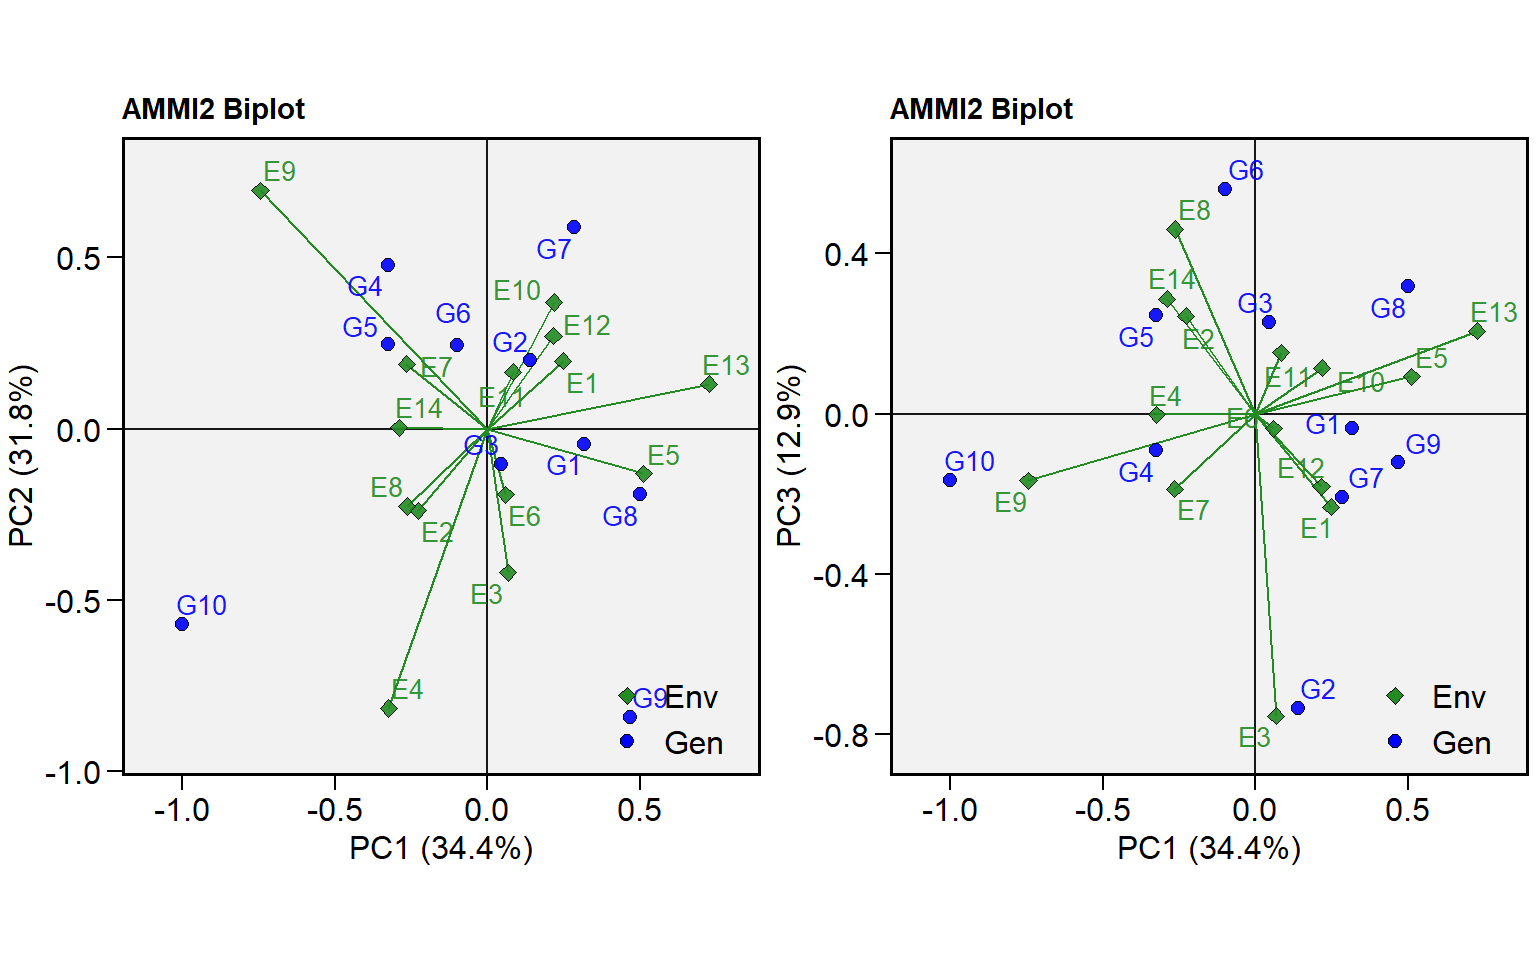 AMMI2 Biplot
E9
G7
G4
E10
G6
G5
E12
G2
E7
E13
E1
E11
E14
G3
G1
E5
E8
G8
E6
E2
E3
G10
E4
G9
Env
Gen
0.5
0.0
-0.5
-1.0
-1.0 -0.5 0.0 0.5
PC1 (34.4%)
PC2 (31.8%)
AMMI2 Biplot
G6
E8
E14
G3
G8
E13
G5
E2
E5
E11
E10
E4
E6
G1
G9
G10
G4
E12
G7
E9
E7
E1
G2
E3
Env
Gen
0.4
0.0
-0.4
-0.8
-1.0 -0.5 0.0 0.5
PC1 (34.4%)
PC3 (12.9%)